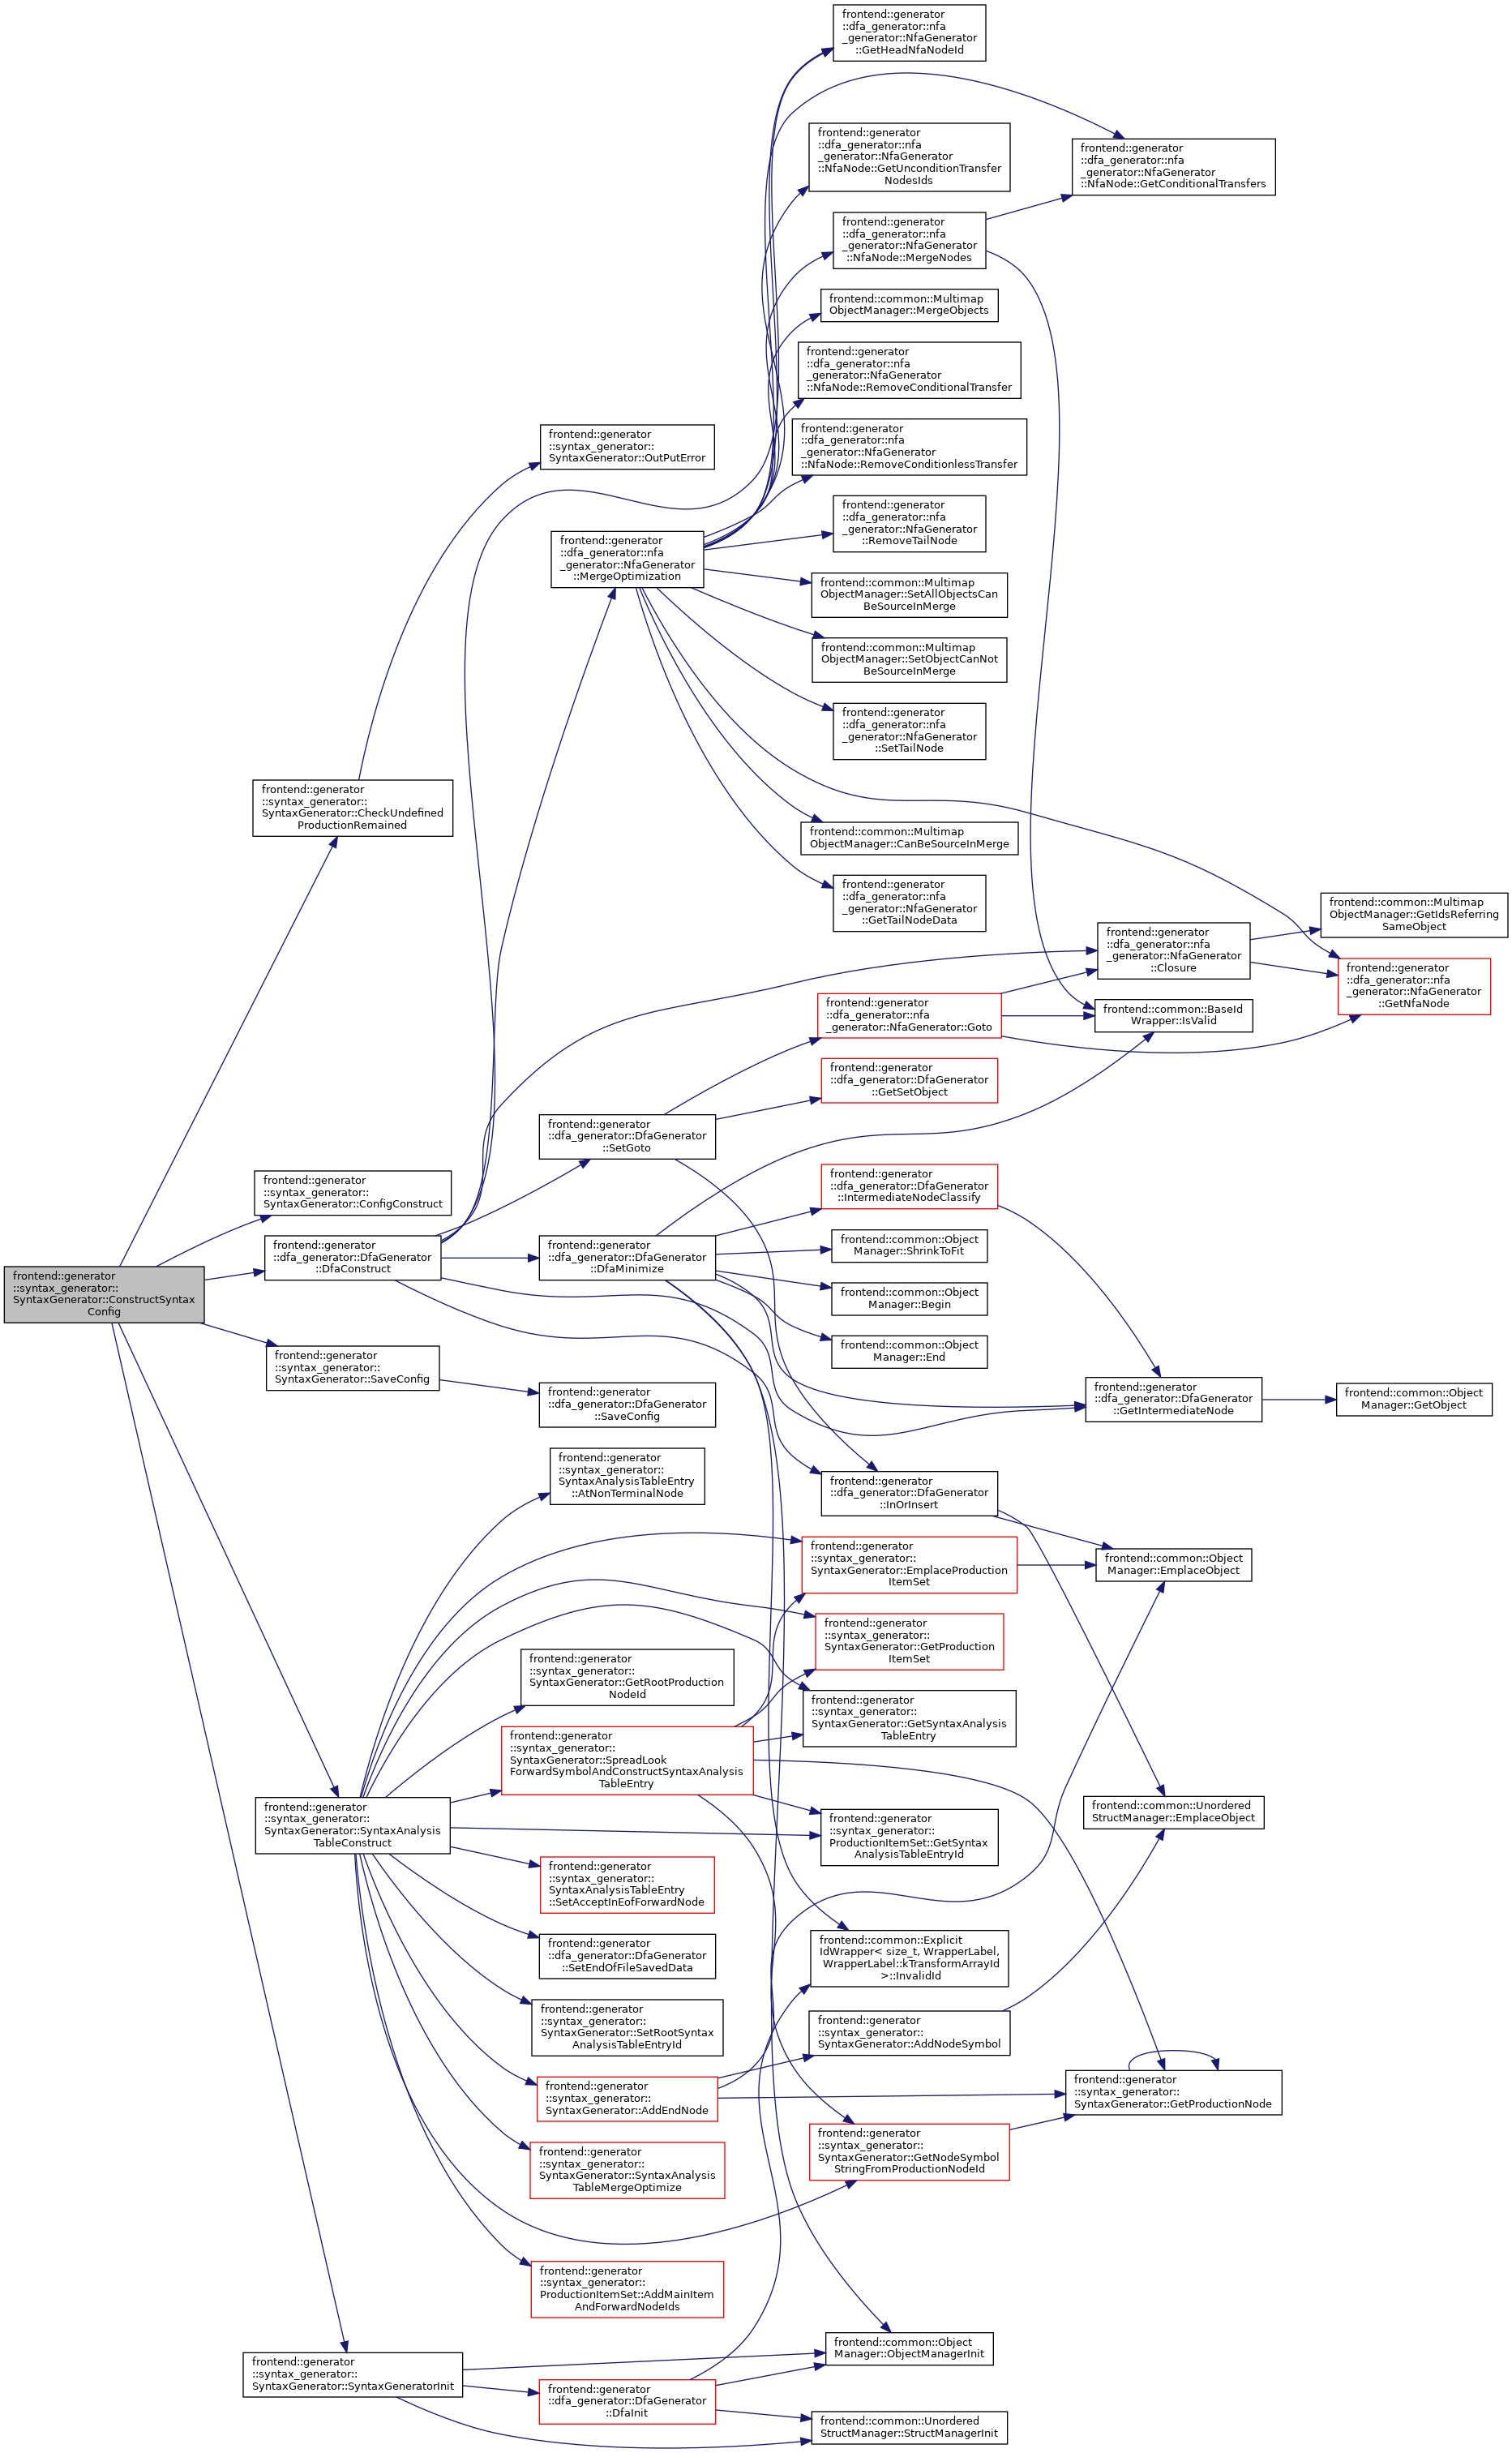 frontend::generator
::dfa_generator::nfa
_generator::NfaGenerator
::GetHeadNfaNodeId
frontend::generator
::dfa_generator::nfa
_generator::NfaGenerator
::NfaNode::GetUnconditionTransfer
NodesIds
frontend::generator
::dfa_generator::nfa
_generator::NfaGenerator
::NfaNode::GetConditionalTransfers
frontend::generator
::dfa_generator::nfa
_generator::NfaGenerator
::NfaNode::MergeNodes
frontend::common::Multimap
ObjectManager::MergeObjects
frontend::generator
::dfa_generator::nfa
_generator::NfaGenerator
::NfaNode::RemoveConditionalTransfer
frontend::generator
::dfa_generator::nfa
_generator::NfaGenerator
::NfaNode::RemoveConditionlessTransfer
frontend::generator
::syntax_generator::
SyntaxGenerator::OutPutError
frontend::generator
::dfa_generator::nfa
_generator::NfaGenerator
::RemoveTailNode
frontend::generator
::dfa_generator::nfa
_generator::NfaGenerator
::MergeOptimization
frontend::common::Multimap
ObjectManager::SetAllObjectsCan
BeSourceInMerge
frontend::common::Multimap
ObjectManager::SetObjectCanNot
BeSourceInMerge
frontend::generator
::dfa_generator::nfa
_generator::NfaGenerator
::SetTailNode
frontend::generator
::syntax_generator::
SyntaxGenerator::CheckUndefined
ProductionRemained
frontend::common::Multimap
ObjectManager::CanBeSourceInMerge
frontend::generator
::dfa_generator::nfa
_generator::NfaGenerator
::GetTailNodeData
frontend::common::Multimap
ObjectManager::GetIdsReferring
SameObject
frontend::generator
::dfa_generator::nfa
_generator::NfaGenerator
::Closure
frontend::generator
::dfa_generator::nfa
_generator::NfaGenerator
::GetNfaNode
frontend::generator
::dfa_generator::nfa
_generator::NfaGenerator::Goto
frontend::common::BaseId
Wrapper::IsValid
frontend::generator
::dfa_generator::DfaGenerator
::GetSetObject
frontend::generator
::dfa_generator::DfaGenerator
::SetGoto
frontend::generator
::syntax_generator::
SyntaxGenerator::ConfigConstruct
frontend::generator
::dfa_generator::DfaGenerator
::IntermediateNodeClassify
frontend::generator
::dfa_generator::DfaGenerator
::DfaConstruct
frontend::generator
::dfa_generator::DfaGenerator
::DfaMinimize
frontend::common::Object
Manager::ShrinkToFit
frontend::generator
::syntax_generator::
SyntaxGenerator::ConstructSyntax
Config
frontend::common::Object
Manager::Begin
frontend::common::Object
Manager::End
frontend::generator
::syntax_generator::
SyntaxGenerator::SaveConfig
frontend::generator
::dfa_generator::DfaGenerator
::SaveConfig
frontend::generator
::dfa_generator::DfaGenerator
::GetIntermediateNode
frontend::common::Object
Manager::GetObject
frontend::generator
::syntax_generator::
SyntaxAnalysisTableEntry
::AtNonTerminalNode
frontend::generator
::dfa_generator::DfaGenerator
::InOrInsert
frontend::generator
::syntax_generator::
SyntaxGenerator::EmplaceProduction
ItemSet
frontend::common::Object
Manager::EmplaceObject
frontend::generator
::syntax_generator::
SyntaxGenerator::GetProduction
ItemSet
frontend::generator
::syntax_generator::
SyntaxGenerator::GetRootProduction
NodeId
frontend::generator
::syntax_generator::
SyntaxGenerator::GetSyntaxAnalysis
TableEntry
frontend::generator
::syntax_generator::
SyntaxGenerator::SpreadLook
ForwardSymbolAndConstructSyntaxAnalysis
TableEntry
frontend::generator
::syntax_generator::
SyntaxGenerator::SyntaxAnalysis
TableConstruct
frontend::generator
::syntax_generator::
ProductionItemSet::GetSyntax
AnalysisTableEntryId
frontend::common::Unordered
StructManager::EmplaceObject
frontend::generator
::syntax_generator::
SyntaxAnalysisTableEntry
::SetAcceptInEofForwardNode
frontend::generator
::dfa_generator::DfaGenerator
::SetEndOfFileSavedData
frontend::common::Explicit
IdWrapper< size_t, WrapperLabel,
WrapperLabel::kTransformArrayId
>::InvalidId
frontend::generator
::syntax_generator::
SyntaxGenerator::SetRootSyntax
AnalysisTableEntryId
frontend::generator
::syntax_generator::
SyntaxGenerator::AddNodeSymbol
frontend::generator
::syntax_generator::
SyntaxGenerator::AddEndNode
frontend::generator
::syntax_generator::
SyntaxGenerator::GetProductionNode
frontend::generator
::syntax_generator::
SyntaxGenerator::GetNodeSymbol
StringFromProductionNodeId
frontend::generator
::syntax_generator::
SyntaxGenerator::SyntaxAnalysis
TableMergeOptimize
frontend::generator
::syntax_generator::
ProductionItemSet::AddMainItem
AndForwardNodeIds
frontend::generator
::syntax_generator::
SyntaxGenerator::SyntaxGeneratorInit
frontend::common::Object
Manager::ObjectManagerInit
frontend::generator
::dfa_generator::DfaGenerator
::DfaInit
frontend::common::Unordered
StructManager::StructManagerInit